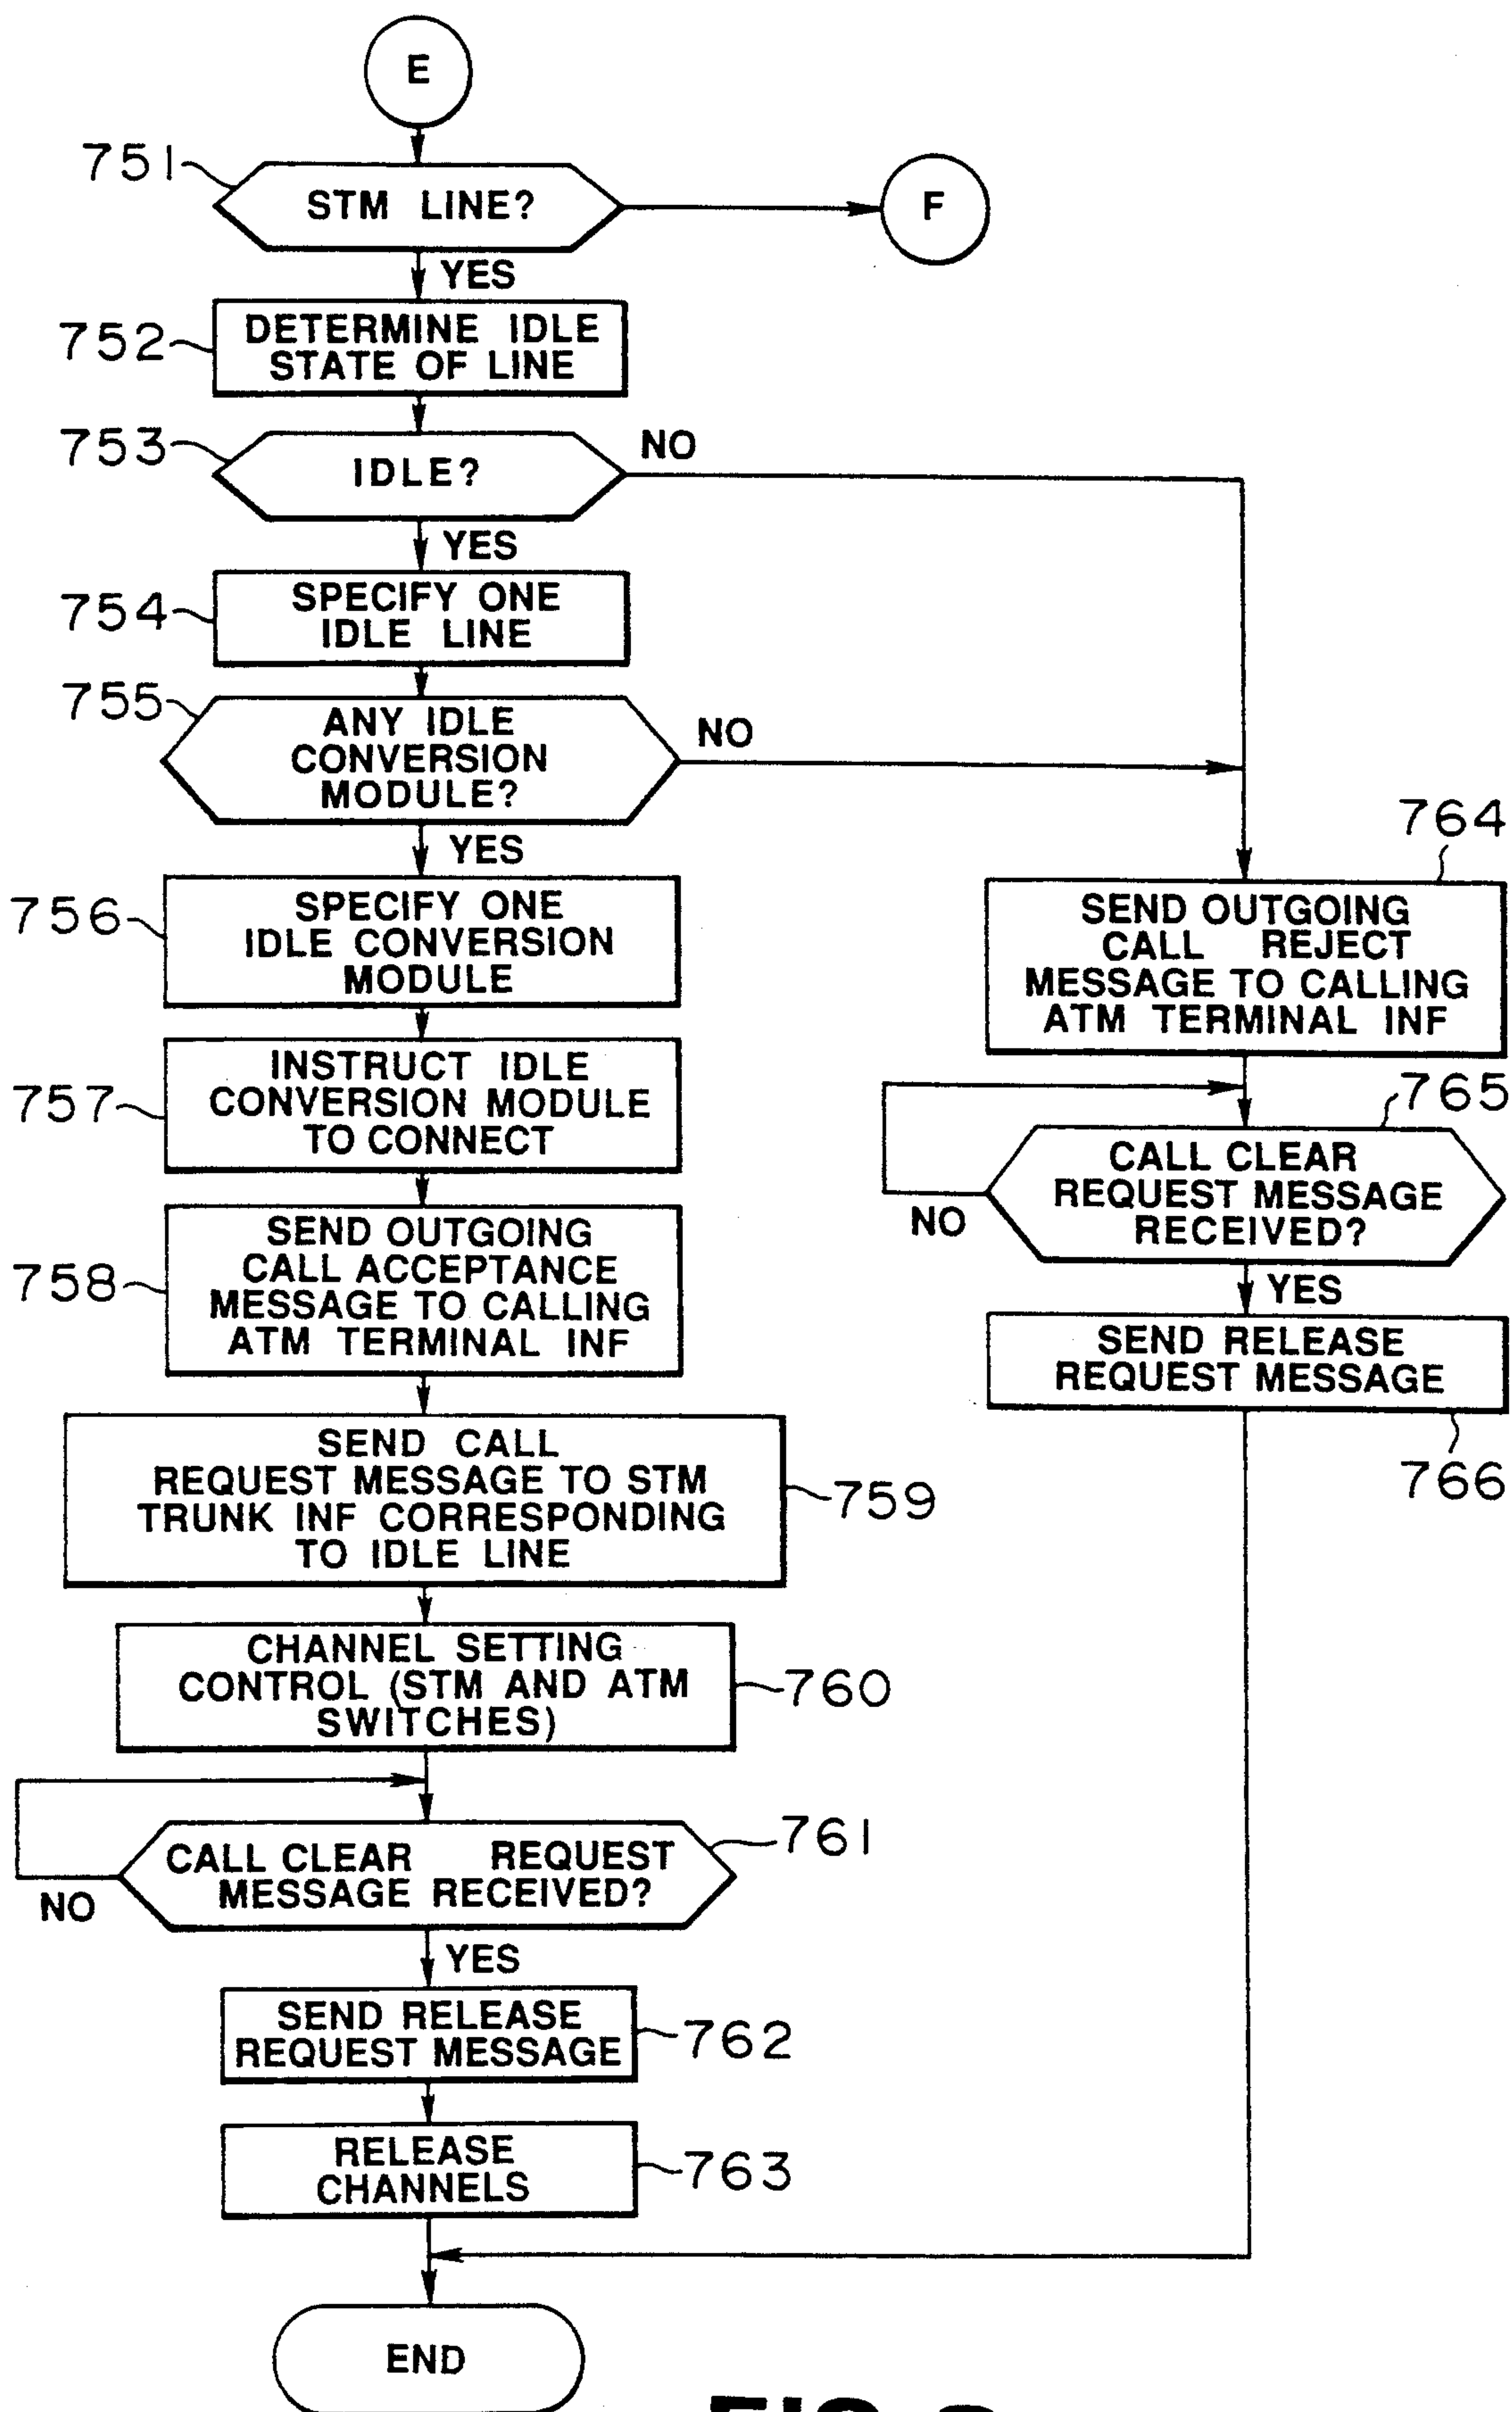 E
751
STM LINE?
F
YES
752
DETERMINE IDLE
STATE OF LINE
753
IDLE?
NO
YES
754
SPECIFY ONE
IDLE LINE
755
ANY IDLE
CONVERSION
MODULE?
NO
YES
756
SPECIFY ONE
IDLE CONVERSION
MODULE
757
INSTRUCT IDLE
CONVERSION MODULE
TO CONNECT
758
SEND OUTGOING
CALL ACCEPTANCE
MESSAGE TO CALLING
ATM TERMINAL INF
SEND CALL
REQUEST MESSAGE TO STM
TRUNK INF CORRESPONDING
TO IDLE LINE
759
CHANNEL SETTING
CONTROL (STM AND ATM
SWITCHES)
760
CALL CLEAR REQUEST
MESSAGE RECEIVED?
761
NO
YES
SEND RELEASE
REQUEST MESSAGE
762
RELEASE
CHANNELS
763
764
SEND OUTGOING
CALL REJECT
MESSAGE TO CALLING
ATM TERMINAL INF
765
CALL CLEAR
REQUEST MESSAGE
RECEIVED?
NO
YES
SEND RELEASE
REQUEST MESSAGE
766
END